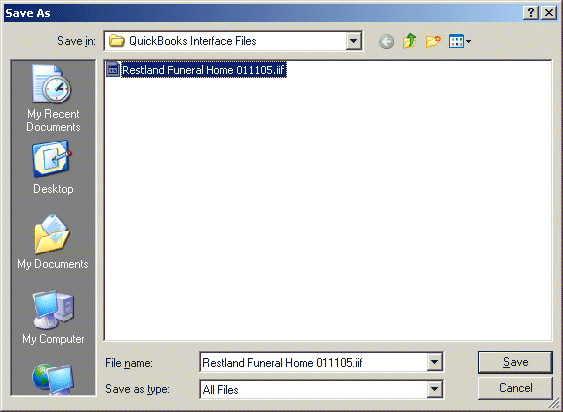 Save As
Save in: QuickBooks Interface Files
Restland Funeral Home 011105.iif
My Recent
Documents
Desktop
My Documents
My Computer
File name: Restland Funeral Home 011105.iif Save
Save as type: All Files Cancel